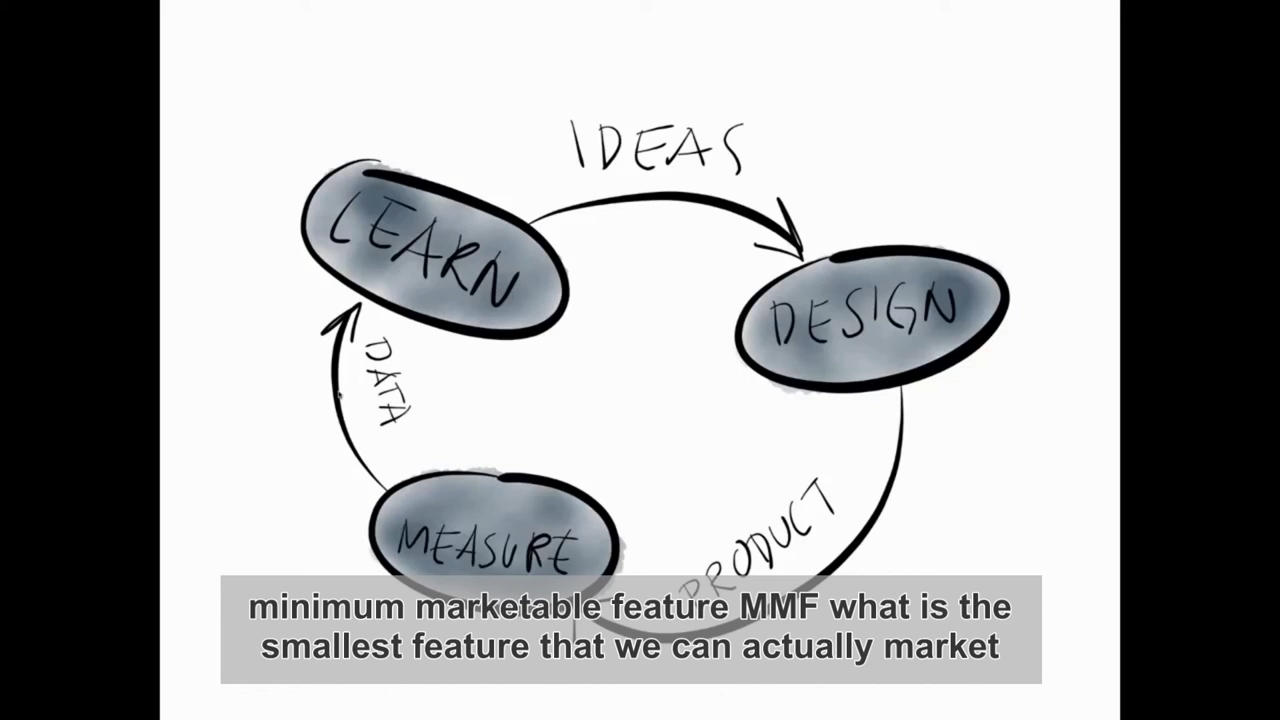 IDEAS
LEARN
DESIGN
DATA
MEASURE
PRODUCT
minimum marketable feature MMF what is the
smallest feature that we can actually market